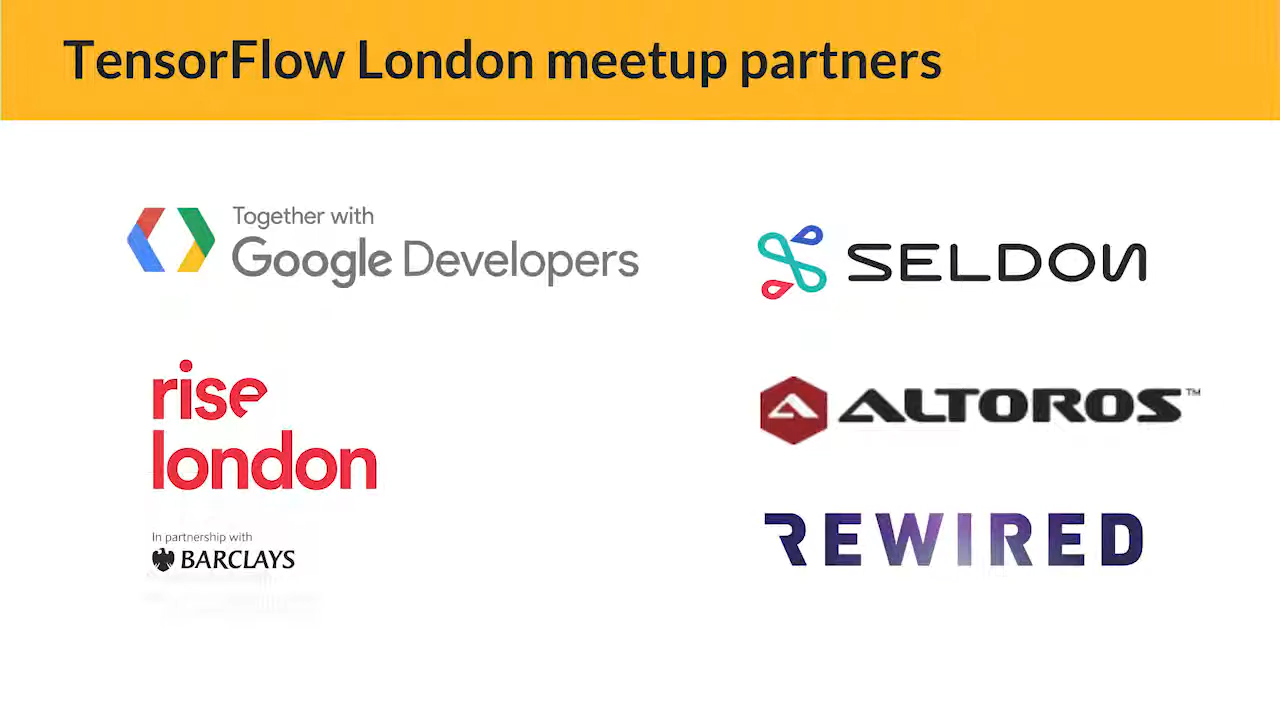 TensorFlow London meetup partners
Together with
Google Developers
SELDON
rise
london
In partnership with
BARCLAYS
ALTOROS™
REWIRED